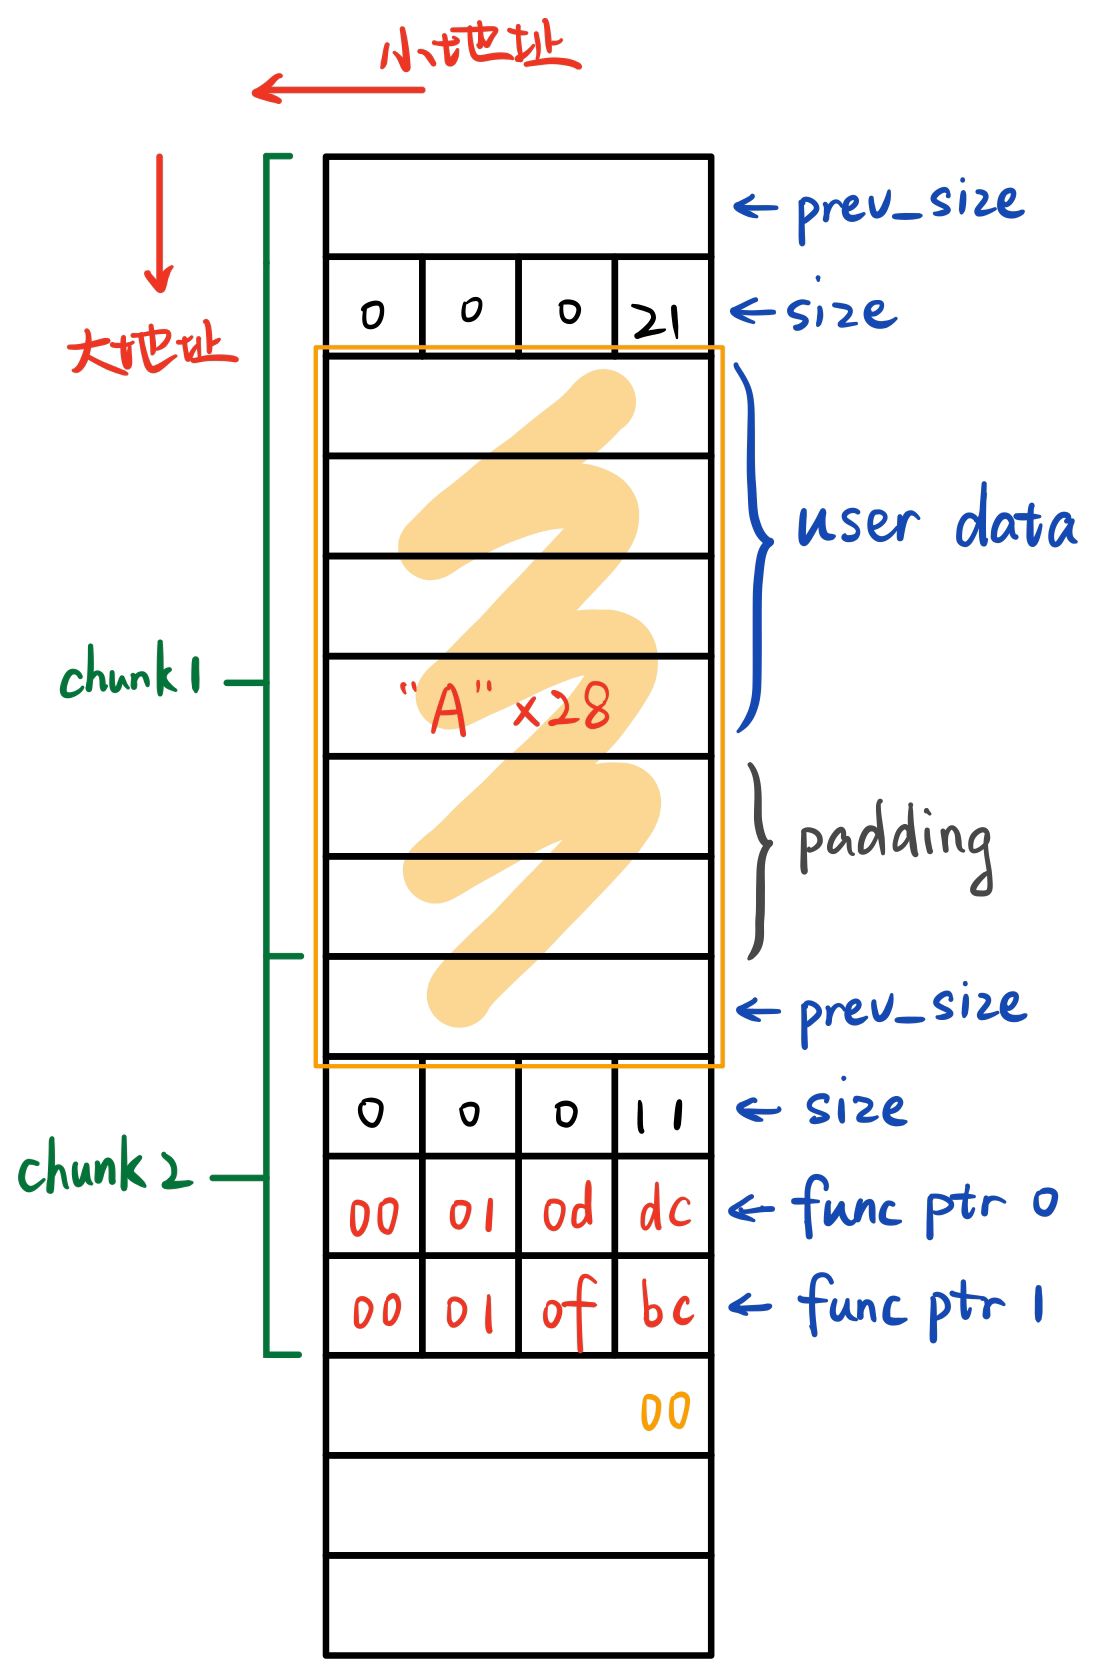 小地址
大地址
prev_size
0 0 0 21
size
user data
chunk 1
"A" x 28
padding
prev_size
0 0 0 11
size
chunk 2
00 01 0d dc
func ptr 0
00 01 0f bc
func ptr 1
00